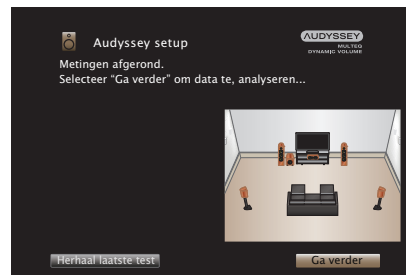 Audyssey setup
AUDYSSEY
MULTEQ
DYNAMIC VOLUME
Metingen afgerond.
Selecteer “Ga verder” om data te, analyseren...
Herhaal laatste test
Ga verder